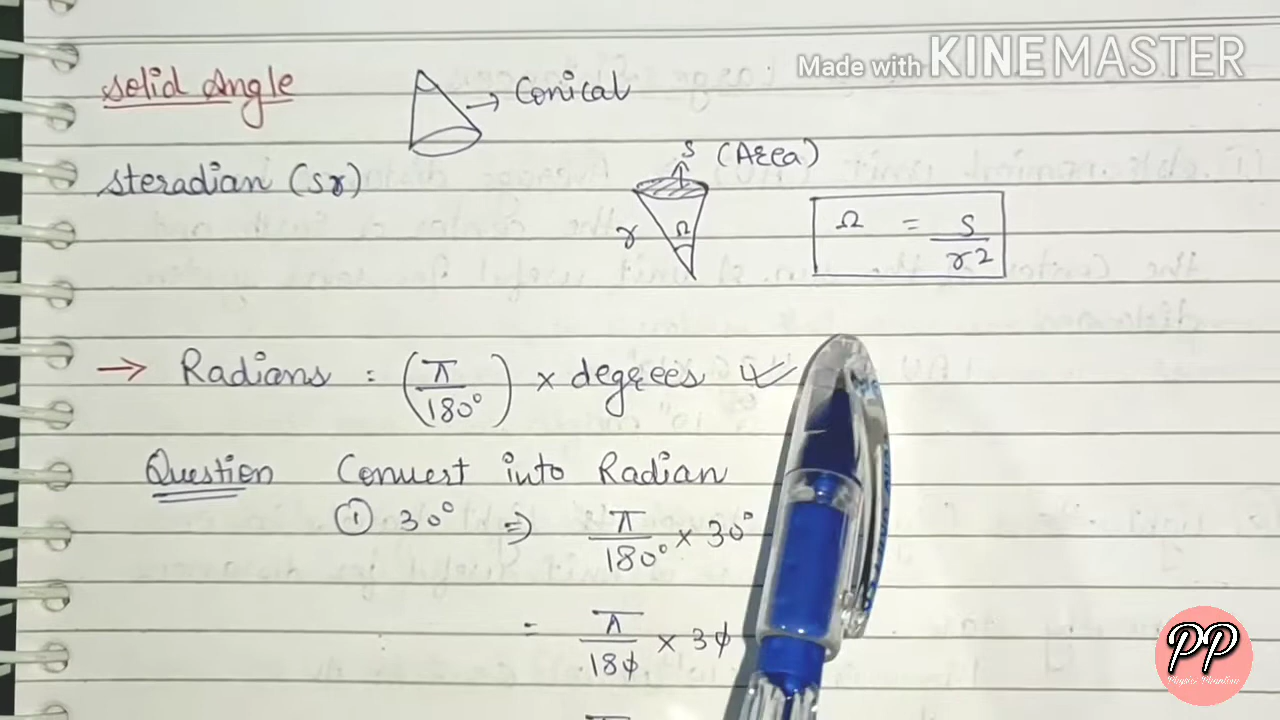 Made with KINEMASTER
Solid Angle
→ Conical
Steradian (sr)
S (Area)
r Ω
Ω = S / r2
→ Radians = (π / 180°) × degrees
Question Convert into Radian
① 30° ⇒ π / 180° × 30°
= π / 180 × 30
PP